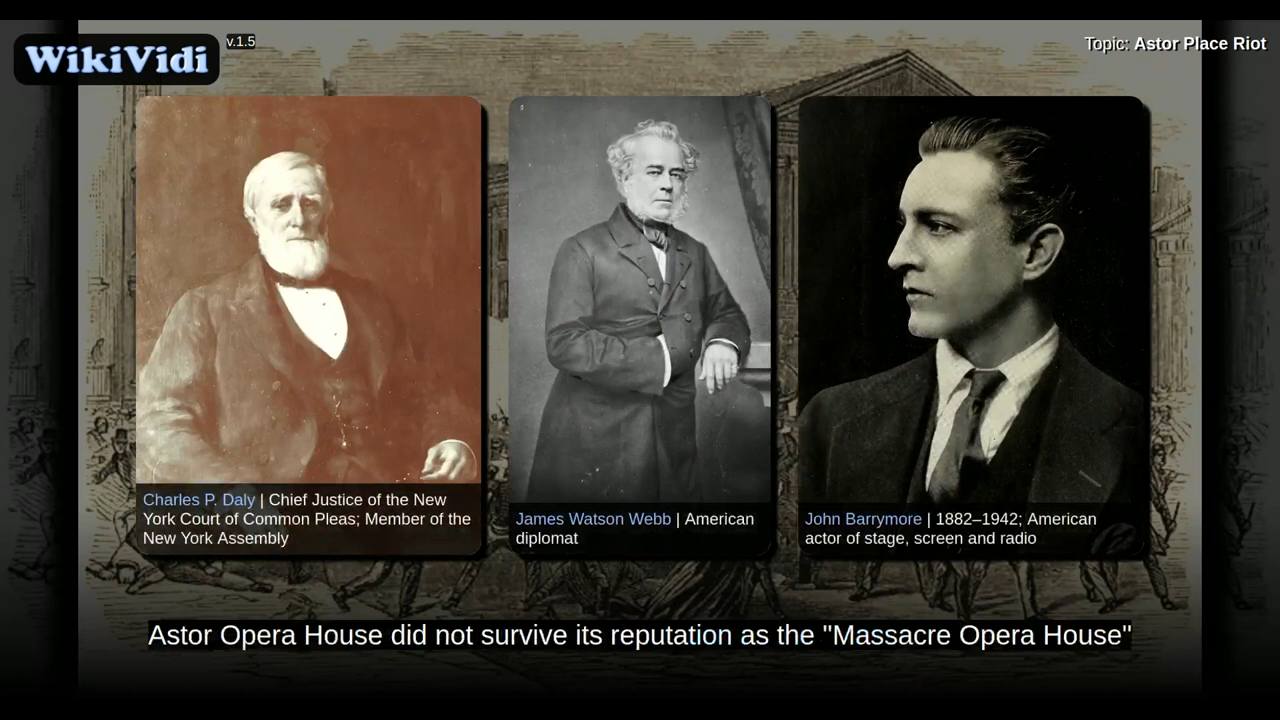 WikiVidi
v.1.5
Topic: Astor Place Riot
Charles P. Daly | Chief Justice of the New
York Court of Common Pleas; Member of the
New York Assembly
James Watson Webb | American
diplomat
John Barrymore | 1882–1942; American
actor of stage, screen and radio
Astor Opera House did not survive its reputation as the "Massacre Opera House"